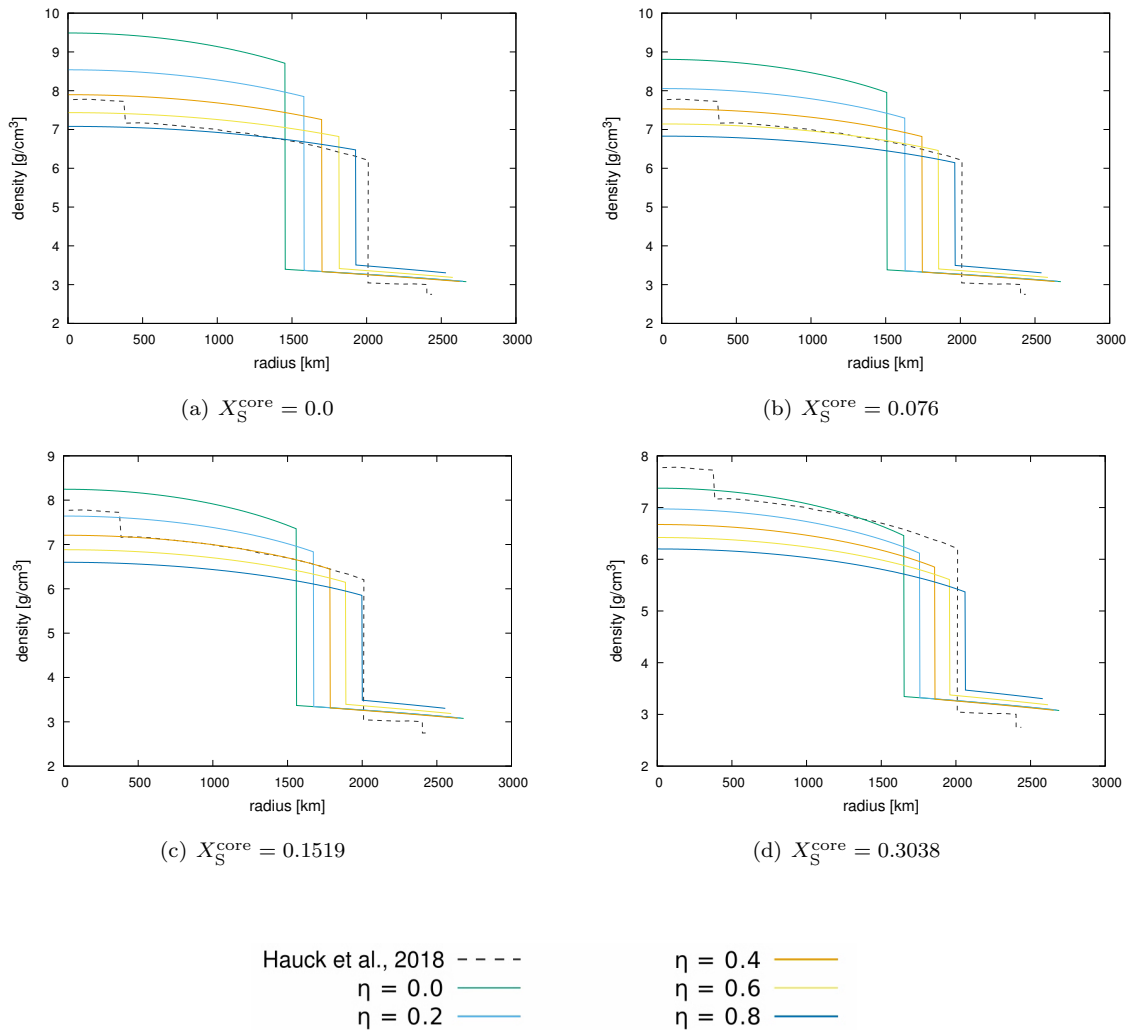 10
9
8
7
6
5
4
3
2
density [g/cm³]
0 500 1000 1500 2000 2500 3000
radius [km]
(a) X_S^core = 0.0
10
9
8
7
6
5
4
3
2
density [g/cm³]
0 500 1000 1500 2000 2500 3000
radius [km]
(b) X_S^core = 0.076
9
8
7
6
5
4
3
2
density [g/cm³]
0 500 1000 1500 2000 2500 3000
radius [km]
(c) X_S^core = 0.1519
8
7
6
5
4
3
2
density [g/cm³]
0 500 1000 1500 2000 2500 3000
radius [km]
(d) X_S^core = 0.3038
Hauck et al., 2018
η = 0.0
η = 0.2
η = 0.4
η = 0.6
η = 0.8